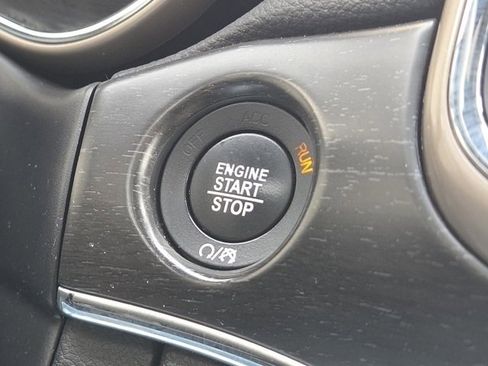 OFF ACC RUN
ENGINE
START
STOP